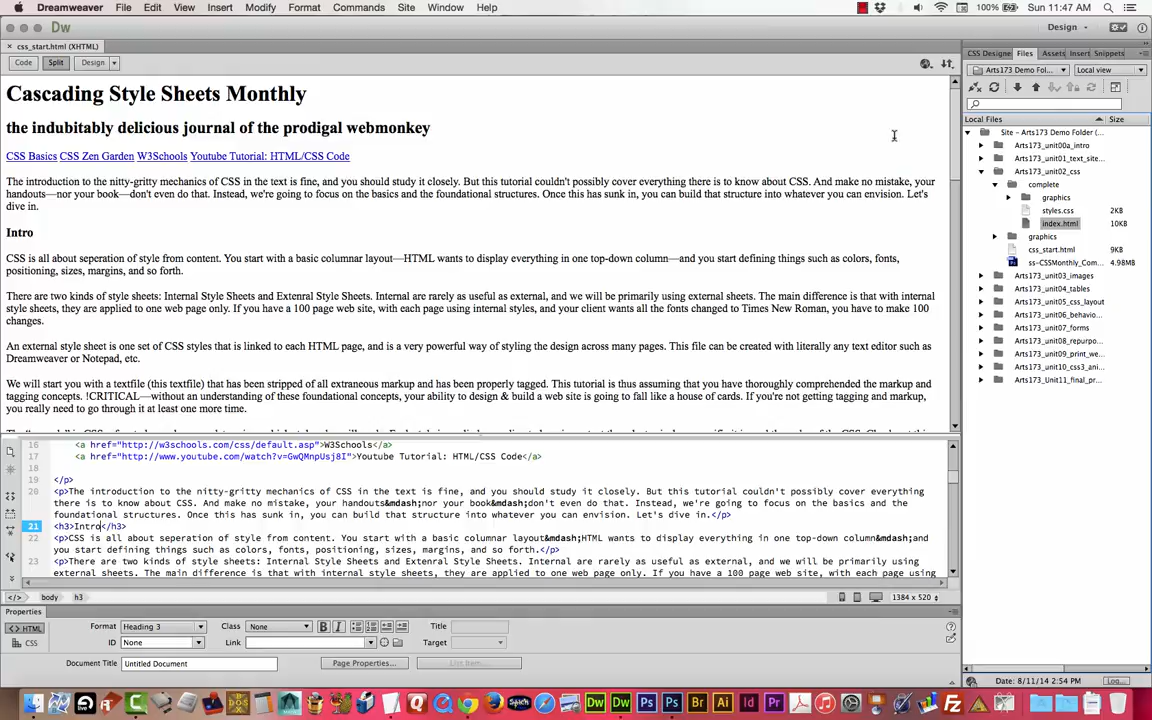 Dreamweaver File Edit View Insert Modify Format Commands Site Window Help 100% Sun 11:47 AM
Dw Design
× css_start.html (XHTML)
CSS Designe Files Assets Insert Snippets
Code Split Design
Arts173 Demo Fol... Local view
Local Files Size
Site – Arts173 Demo Folder (...
Arts173_unit00a_intro
Arts173_unit01_text_site...
Arts173_unit02_css
complete
graphics
styles.css 2KB
index.html 10KB
graphics
css_start.html 9KB
ss-CSSMonthly_Com... 4.98MB
Arts173_unit03_images
Arts173_unit04_tables
Arts173_unit05_css_layout
Arts173_unit06_behavio...
Arts173_unit07_forms
Arts173_unit08_repurpo...
Arts173_unit09_print_we...
Arts173_unit10_css3_ani...
Arts173_Unit11_final_pr...
Cascading Style Sheets Monthly
the indubitably delicious journal of the prodigal webmonkey
CSS Basics CSS Zen Garden W3Schools Youtube Tutorial: HTML/CSS Code
The introduction to the nitty-gritty mechanics of CSS in the text is fine, and you should study it closely. But this tutorial couldn't possibly cover everything there is to know about CSS. And make no mistake, your
handouts—nor your book—don't even do that. Instead, we're going to focus on the basics and the foundational structures. Once this has sunk in, you can build that structure into whatever you can envision. Let's
dive in.
Intro
CSS is all about seperation of style from content. You start with a basic columnar layout—HTML wants to display everything in one top-down column—and you start defining things such as colors, fonts,
positioning, sizes, margins, and so forth.
There are two kinds of style sheets: Internal Style Sheets and Extenral Style Sheets. Internal are rarely as useful as external, and we will be primarily using external sheets. The main difference is that with internal
style sheets, they are applied to one web page only. If you have a 100 page web site, with each page using internal styles, and your client wants all the fonts changed to Times New Roman, you have to make 100
changes.
An external style sheet is one set of CSS styles that is linked to each HTML page, and is a very powerful way of styling the design across many pages. This file can be created with literally any text editor such as
Dreamweaver or Notepad, etc.
We will start you with a textfile (this textfile) that has been stripped of all extraneous markup and has been properly tagged. This tutorial is thus assuming that you have thoroughly comprehended the markup and
tagging concepts. !CRITICAL—without an understanding of these foundational concepts, your ability to design & build a web site is going to fall like a house of cards. If you're not getting tagging and markup,
you really need to go through it at least one more time.
16 <a href="http://w3schools.com/css/default.asp">W3Schools</a>
17 <a href="http://www.youtube.com/watch?v=GwQMnpUsj8I">Youtube Tutorial: HTML/CSS Code</a>
18
19 </p>
20 <p>The introduction to the nitty-gritty mechanics of CSS in the text is fine, and you should study it closely. But this tutorial couldn't possibly cover everything
there is to know about CSS. And make no mistake, your handouts&mdash;nor your book&mdash;don't even do that. Instead, we're going to focus on the basics and the
foundational structures. Once this has sunk in, you can build that structure into whatever you can envision. Let's dive in.</p>
21 <h3>Intro</h3>
22 <p>CSS is all about seperation of style from content. You start with a basic columnar layout&mdash;HTML wants to display everything in one top-down column&mdash;and
you start defining things such as colors, fonts, positioning, sizes, margins, and so forth.</p>
23 <p>There are two kinds of style sheets: Internal Style Sheets and Extenral Style Sheets. Internal are rarely as useful as external, and we will be primarily using
external sheets. The main difference is that with internal style sheets, they are applied to one web page only. If you have a 100 page web site, with each page using
body h3 1384 x 520
Properties
HTML Format Heading 3 Class None B I Title
CSS ID None Link Target
Document Title Untitled Document Page Properties... List Item...
Date: 8/11/14 2:54 PM Log...